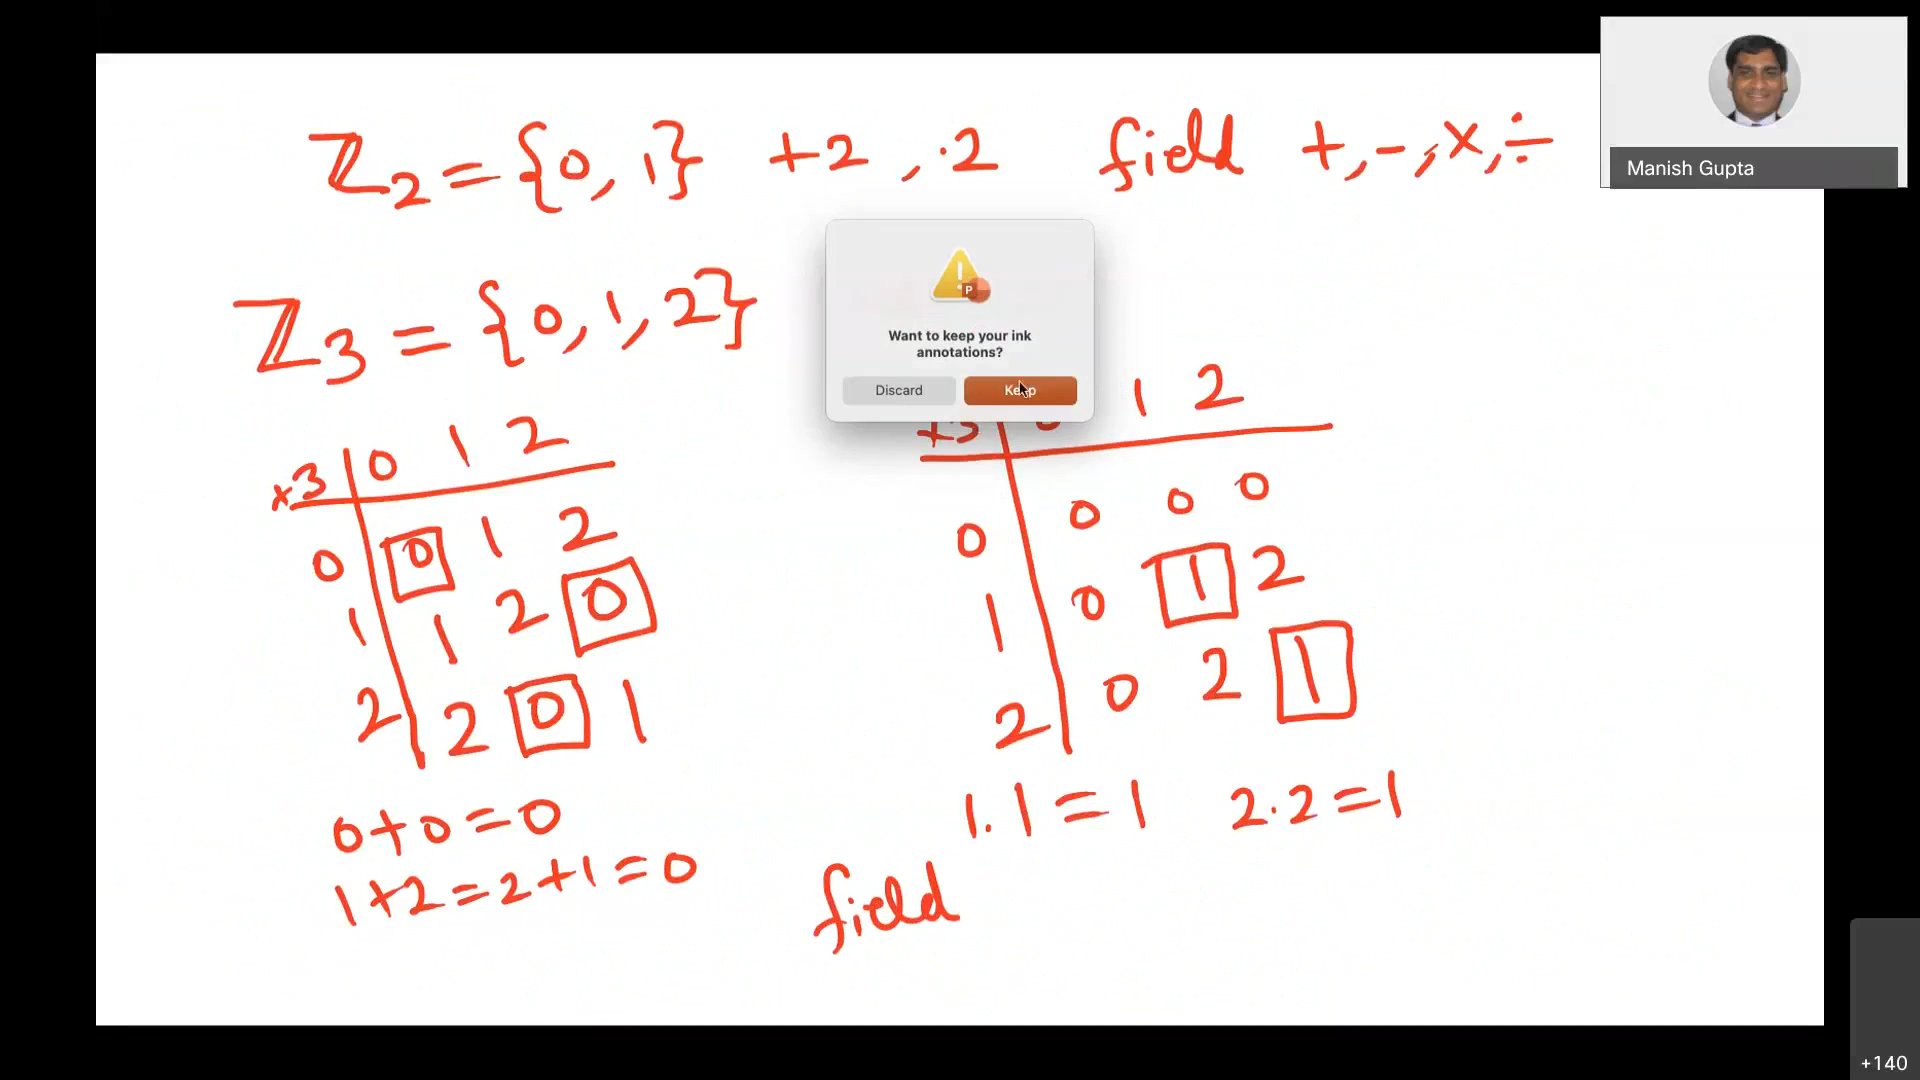 ℤ2 = {0, 1} +2 , ·2 field +, -, ×, ÷
Manish Gupta
ℤ3 = {0, 1, 2}
Want to keep your ink
annotations?
Discard Keep
+3 0 1 2
0 0 1 2
1 1 2 0
2 2 0 1
1 2
0 0 0 0
1 0 1 2
2 0 2 1
0+0=0
1+2=2+1=0
1.1=1 2.2=1
field
+140